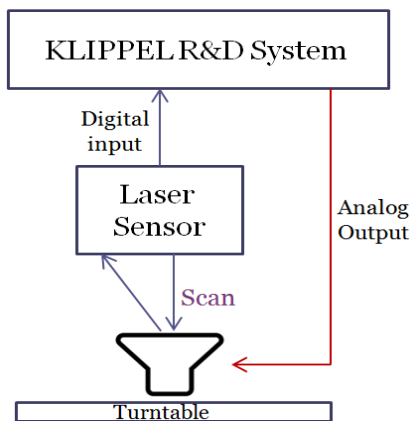 KLIPPEL R&D System
Digital
input
Laser
Sensor
Analog
Output
Scan
Turntable